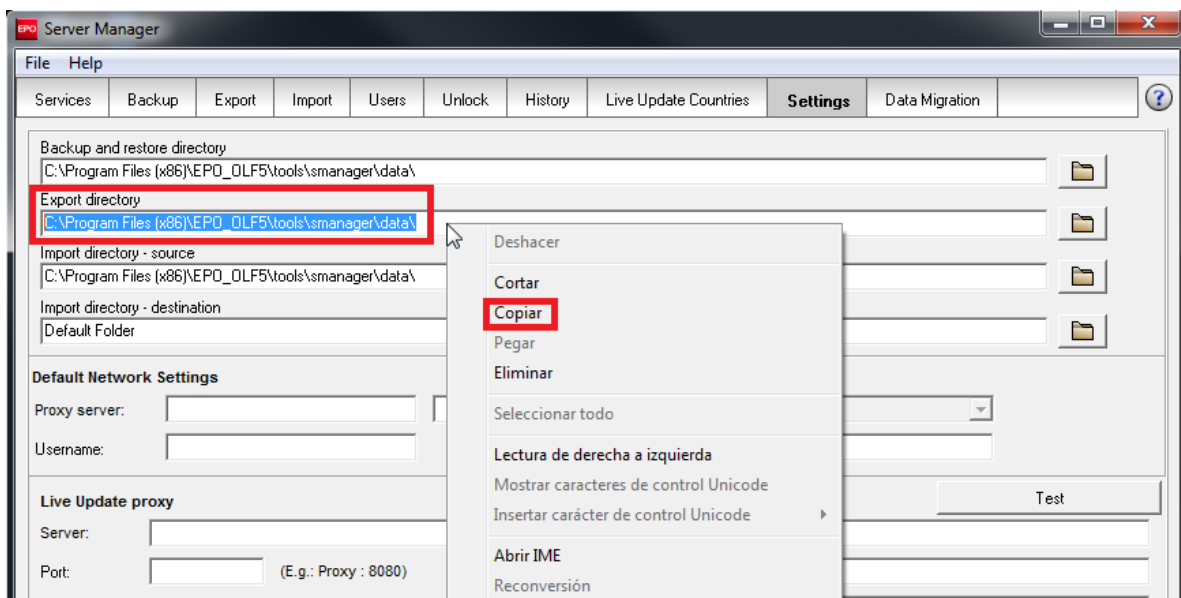 EPO Server Manager
File Help
Services Backup Export Import Users Unlock History Live Update Countries Settings Data Migration ?
Backup and restore directory
C:\Program Files (x86)\EPO_OLF5\tools\smanager\data\
Export directory
C:\Program Files (x86)\EPO_OLF5\tools\smanager\data\
Import directory - source
C:\Program Files (x86)\EPO_OLF5\tools\smanager\data\
Import directory - destination
Default Folder
Default Network Settings
Proxy server:
Username:
Live Update proxy
Test
Server:
Port: (E.g.: Proxy : 8080)
Deshacer
Cortar
Copiar
Pegar
Eliminar
Seleccionar todo
Lectura de derecha a izquierda
Mostrar caracteres de control Unicode
Insertar carácter de control Unicode
Abrir IME
Reconversión